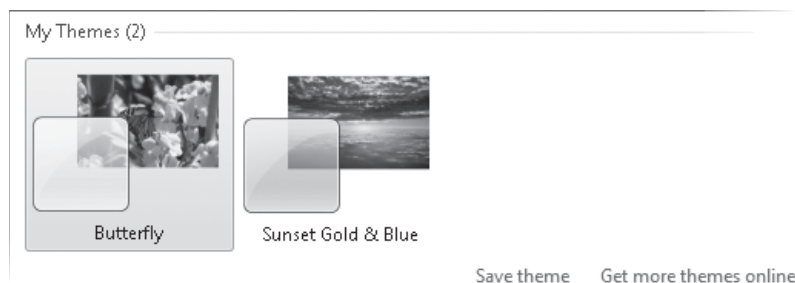 My Themes (2)
Butterfly
Sunset Gold & Blue
Save theme
Get more themes online